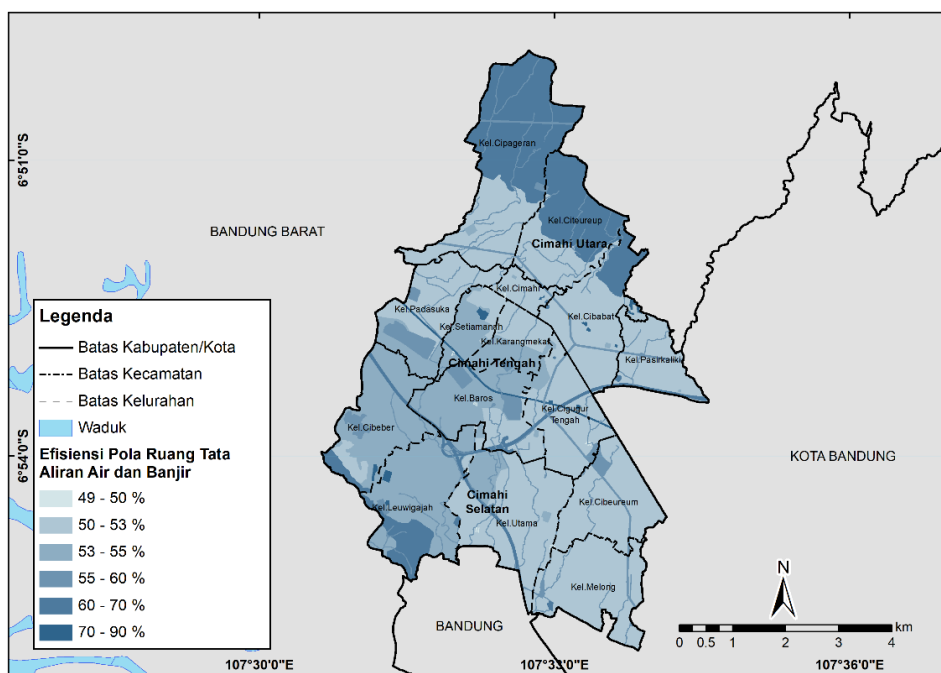 6°51'0"S
6°54'0"S
BANDUNG BARAT
KOTA BANDUNG
BANDUNG
Kel.Cipageran
Kel.Citeureup
Cimahi Utara
Kel.Cimahi
Kel.Padasuka
Kel.Setiamanah
Kel.Cibabat
Kel.Karangmekar
Kel.Pasirkaliki
Cimahi Tengah
Kel.Baros
Kel.Cigugur
Tengah
Kel.Cibeber
Cimahi
Selatan
Kel.Leuwigajah
Kel.Utama
Kel.Cibeureum
Kel.Melong
Legenda
Batas Kabupaten/Kota
Batas Kecamatan
Batas Kelurahan
Waduk
Efisiensi Pola Ruang Tata
Aliran Air dan Banjir
49 - 50 %
50 - 53 %
53 - 55 %
55 - 60 %
60 - 70 %
70 - 90 %
N
km
0 0.5 1 2 3 4
107°30'0"E
107°33'0"E
107°36'0"E